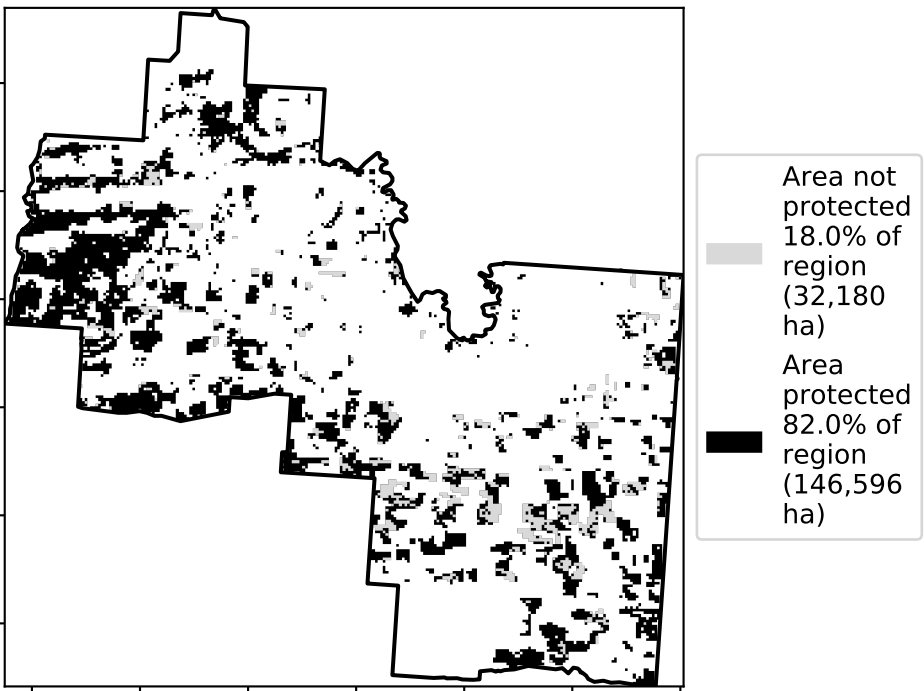 Area not
protected
18.0% of
region
(32,180
ha)
Area
protected
82.0% of
region
(146,596
ha)